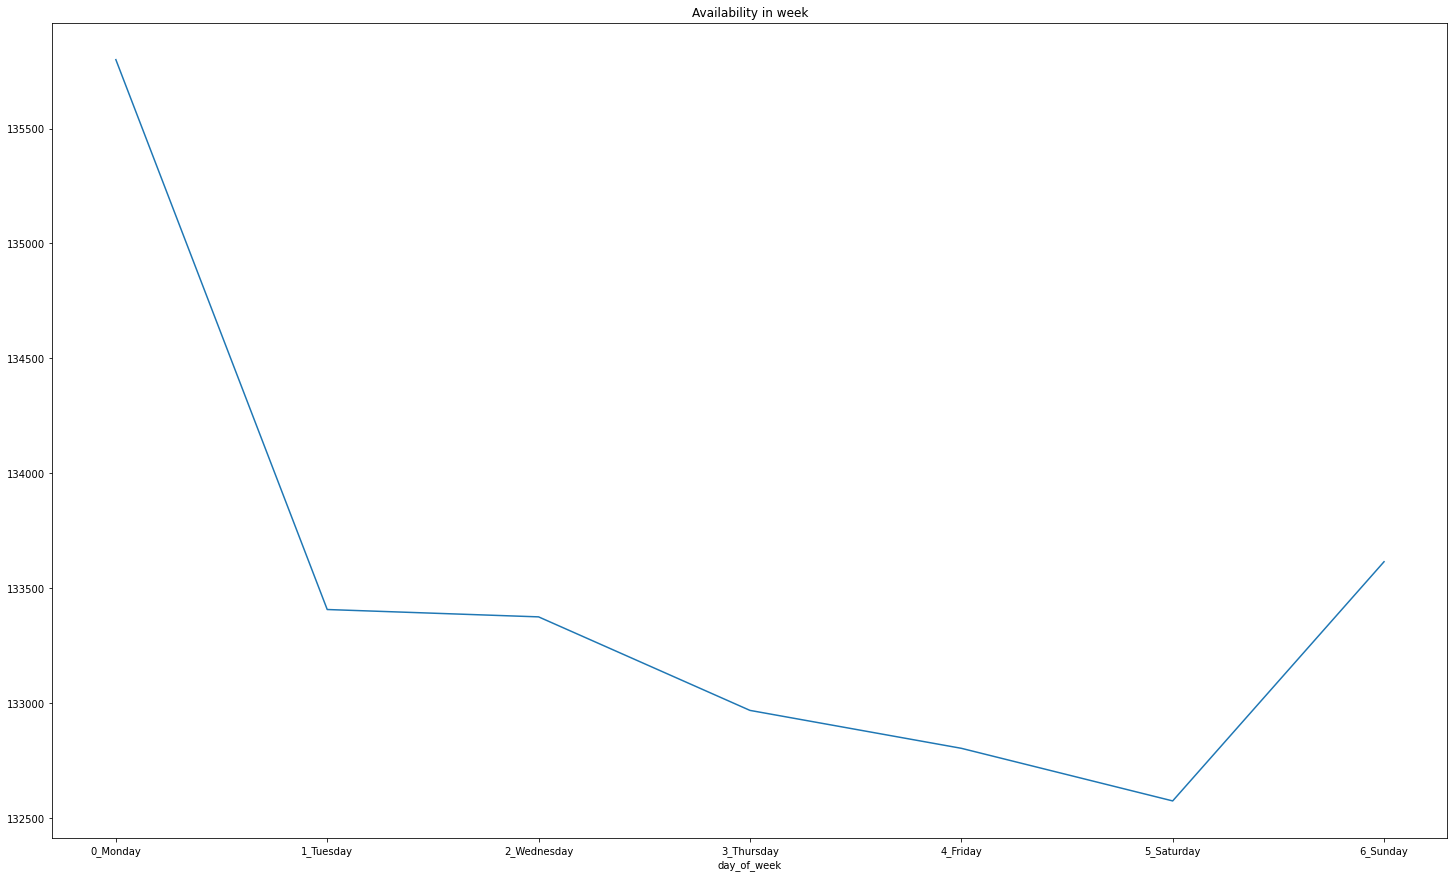 Availability in week
135500
135000
134500
134000
133500
133000
132500
0_Monday 1_Tuesday 2_Wednesday 3_Thursday 4_Friday 5_Saturday 6_Sunday
day_of_week